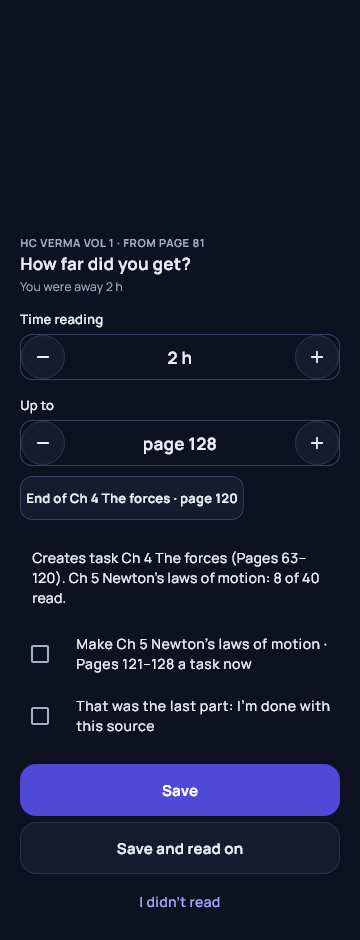 HC VERMA VOL 1 · FROM PAGE 81
How far did you get?
You were away 2 h
Time reading
− 2 h +
Up to
− page 128 +
End of Ch 4 The forces · page 120
Creates task Ch 4 The forces (Pages 63–
120). Ch 5 Newton's laws of motion: 8 of 40
read.
Make Ch 5 Newton's laws of motion ·
Pages 121–128 a task now
That was the last part: I'm done with
this source
Save
Save and read on
I didn't read